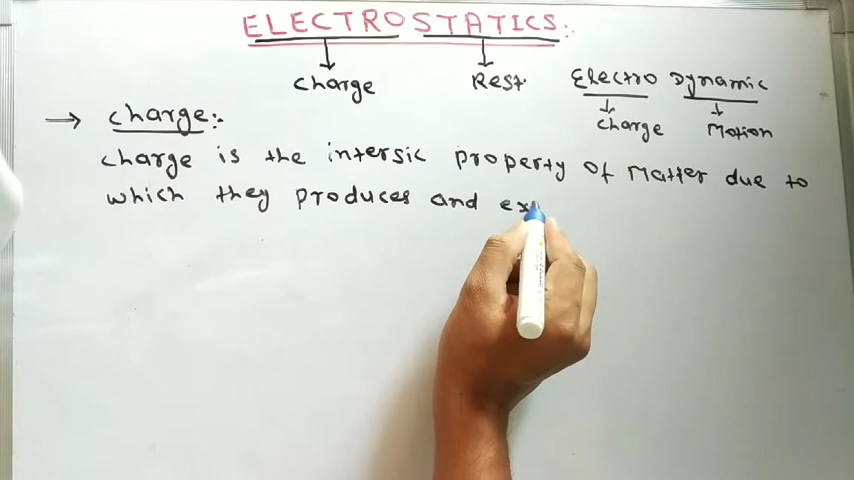 ELECTROSTATICS:
Charge Rest. Electro Dynamic
Charge Motion
→ Charge:
Charge is the intersic property of Matter due to
which they produces and ex